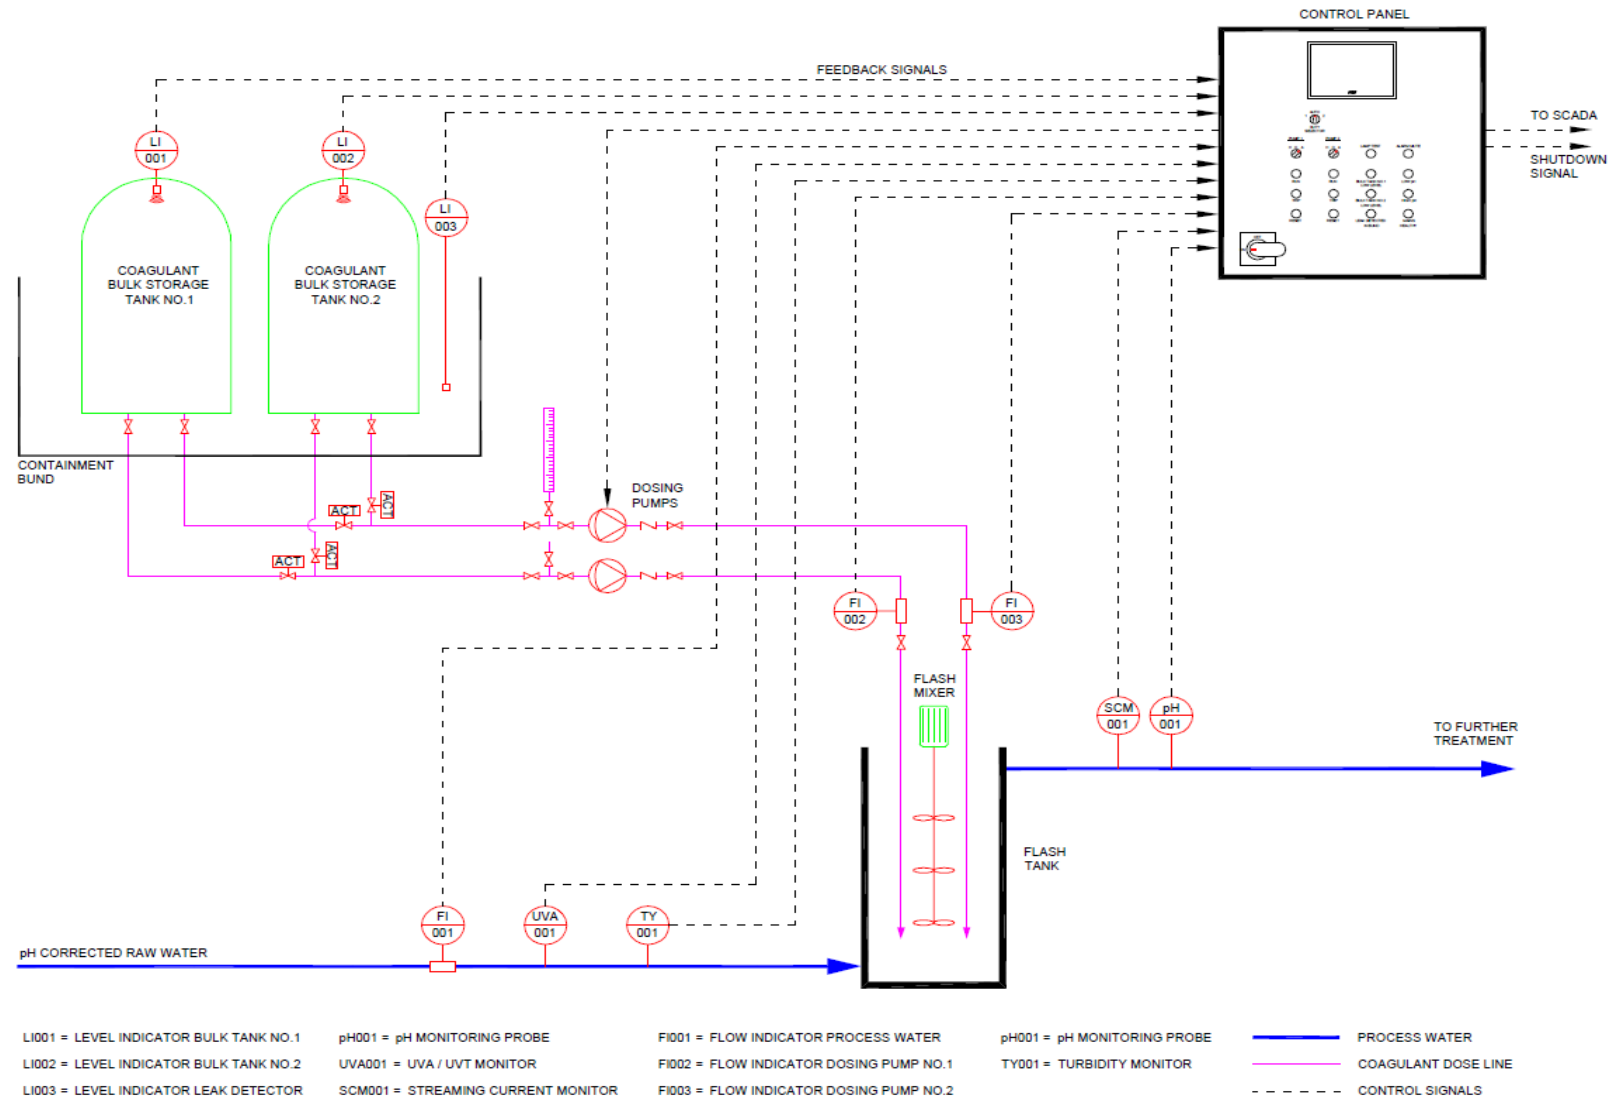 CONTROL PANEL
FEEDBACK SIGNALS
TO SCADA
SHUTDOWN
SIGNAL
LI
001
LI
002
LI
003
COAGULANT
BULK STORAGE
TANK NO.1
COAGULANT
BULK STORAGE
TANK NO.2
CONTAINMENT
BUND
DOSING
PUMPS
ACT
ACT
ACT
ACT
FI
002
FI
003
FLASH
MIXER
SCM
001
pH
001
TO FURTHER
TREATMENT
FLASH
TANK
FI
001
UVA
001
TY
001
pH CORRECTED RAW WATER
LI001 = LEVEL INDICATOR BULK TANK NO.1
LI002 = LEVEL INDICATOR BULK TANK NO.2
LI003 = LEVEL INDICATOR LEAK DETECTOR
pH001 = pH MONITORING PROBE
UVA001 = UVA / UVT MONITOR
SCM001 = STREAMING CURRENT MONITOR
FI001 = FLOW INDICATOR PROCESS WATER
FI002 = FLOW INDICATOR DOSING PUMP NO.1
FI003 = FLOW INDICATOR DOSING PUMP NO.2
pH001 = pH MONITORING PROBE
TY001 = TURBIDITY MONITOR
PROCESS WATER
COAGULANT DOSE LINE
CONTROL SIGNALS